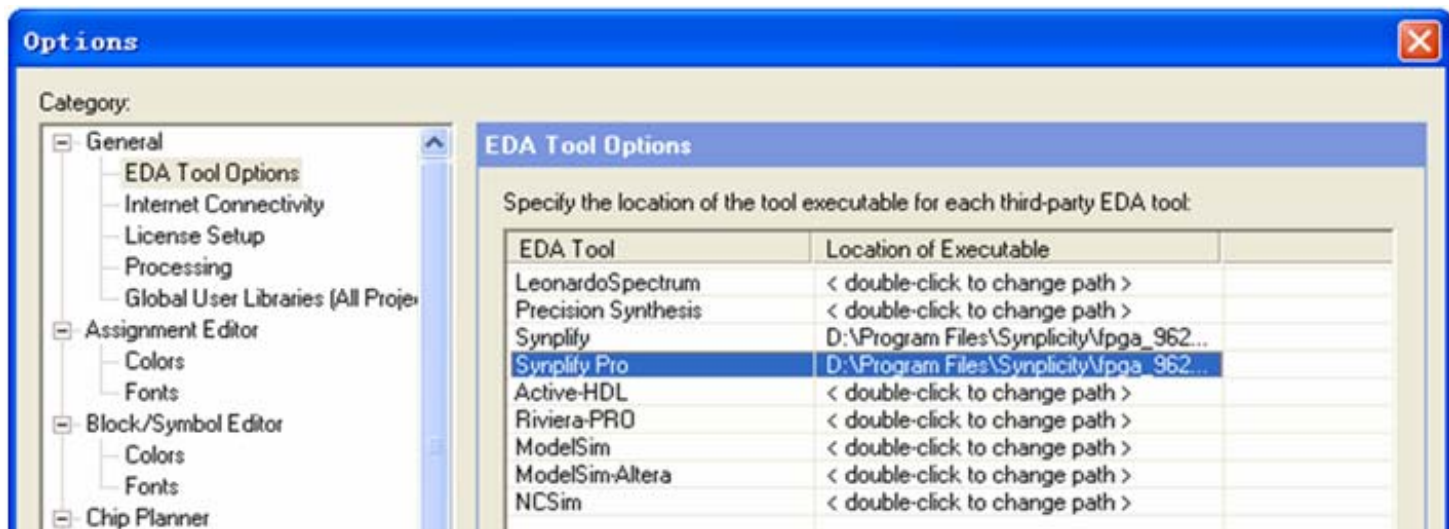 Options
Category:
General
EDA Tool Options
Internet Connectivity
License Setup
Processing
Global User Libraries (All Proje
Assignment Editor
Colors
Fonts
Block/Symbol Editor
Colors
Fonts
Chip Planner
EDA Tool Options
Specify the location of the tool executable for each third-party EDA tool:
EDA Tool Location of Executable
LeonardoSpectrum < double-click to change path >
Precision Synthesis < double-click to change path >
Synplify D:\Program Files\Synplicity\fpga_962...
Synplify Pro D:\Program Files\Synplicity\fpga_962...
Active-HDL < double-click to change path >
Riviera-PRO < double-click to change path >
ModelSim < double-click to change path >
ModelSim-Altera < double-click to change path >
NCSim < double-click to change path >